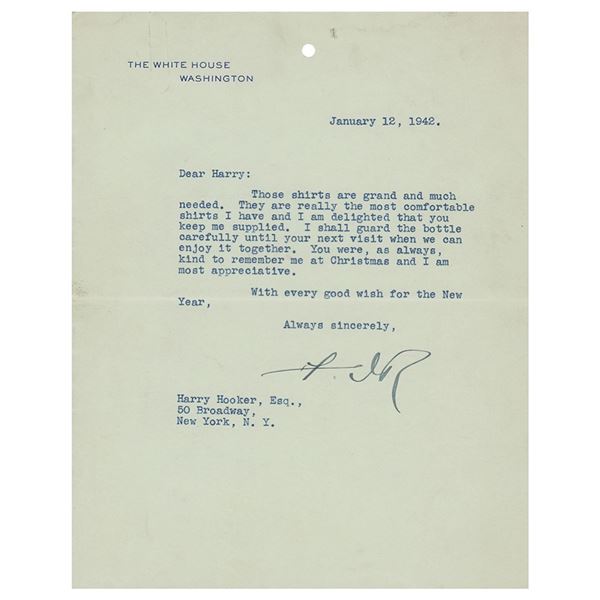 THE WHITE HOUSE
WASHINGTON
January 12, 1942.
Dear Harry:
Those shirts are grand and much
needed. They are really the most comfortable
shirts I have and I am delighted that you
keep me supplied. I shall guard the bottle
carefully until your next visit when we can
enjoy it together. You were, as always,
kind to remember me at Christmas and I am
most appreciative.
With every good wish for the New
Year,
Always sincerely,
Harry Hooker, Esq.,
50 Broadway,
New York, N. Y.